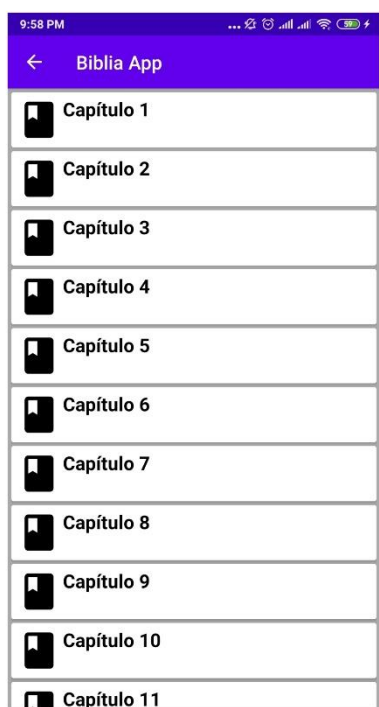 9:58 PM
59
Biblia App
Capítulo 1
Capítulo 2
Capítulo 3
Capítulo 4
Capítulo 5
Capítulo 6
Capítulo 7
Capítulo 8
Capítulo 9
Capítulo 10
Capítulo 11